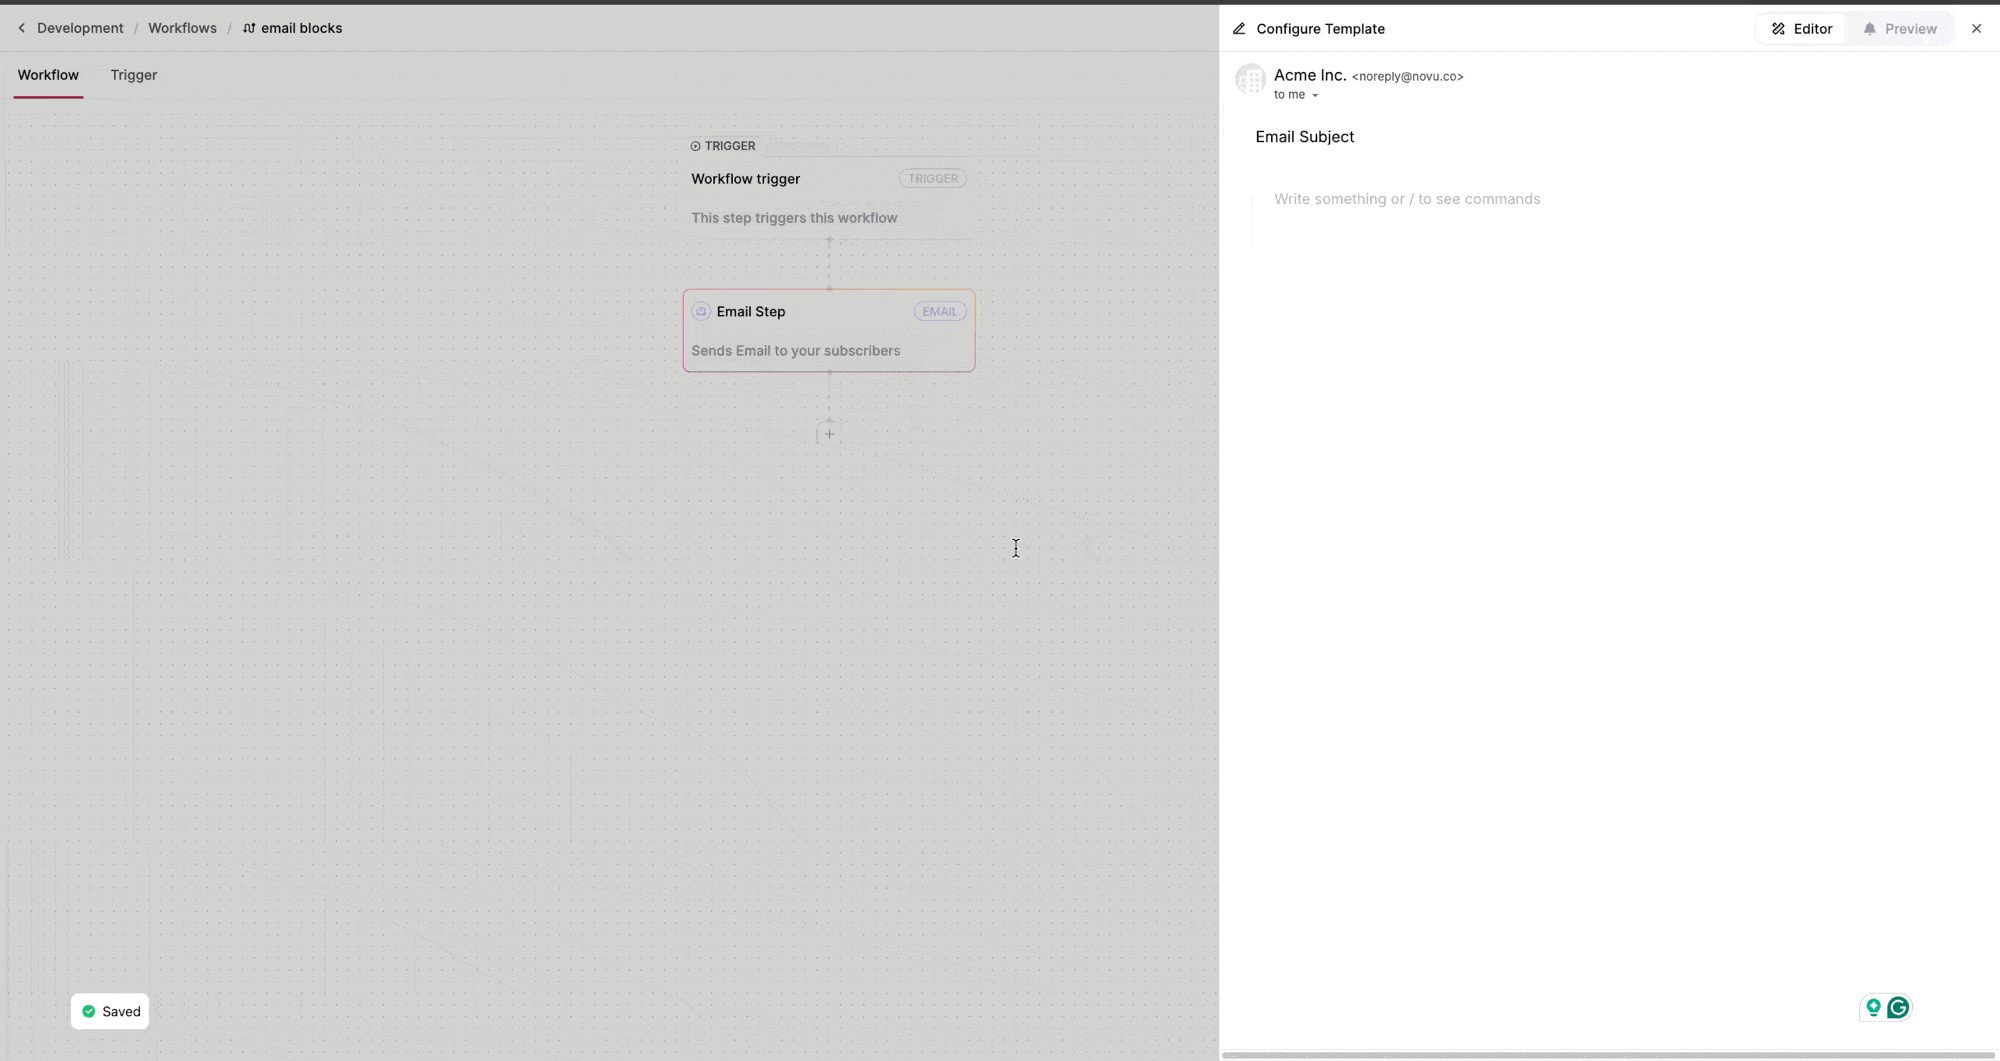 Development / Workflows / email blocks
Configure Template
Editor
Preview
Workflow
Trigger
Acme Inc. <noreply@novu.co>
to me
Email Subject
Write something or / to see commands
TRIGGER
Workflow trigger
TRIGGER
This step triggers this workflow
Email Step
EMAIL
Sends Email to your subscribers
Saved